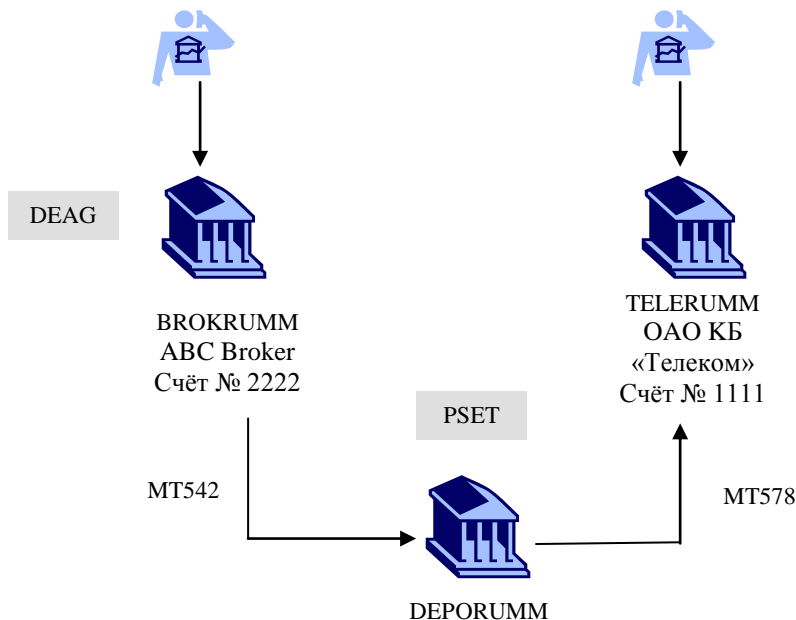 DEAG
BROKRUMM
ABC Broker
Счёт № 2222
TELERUMM
ОАО КБ
«Телеком»
Счёт № 1111
PSET
MT542
MT578
DEPORUMM